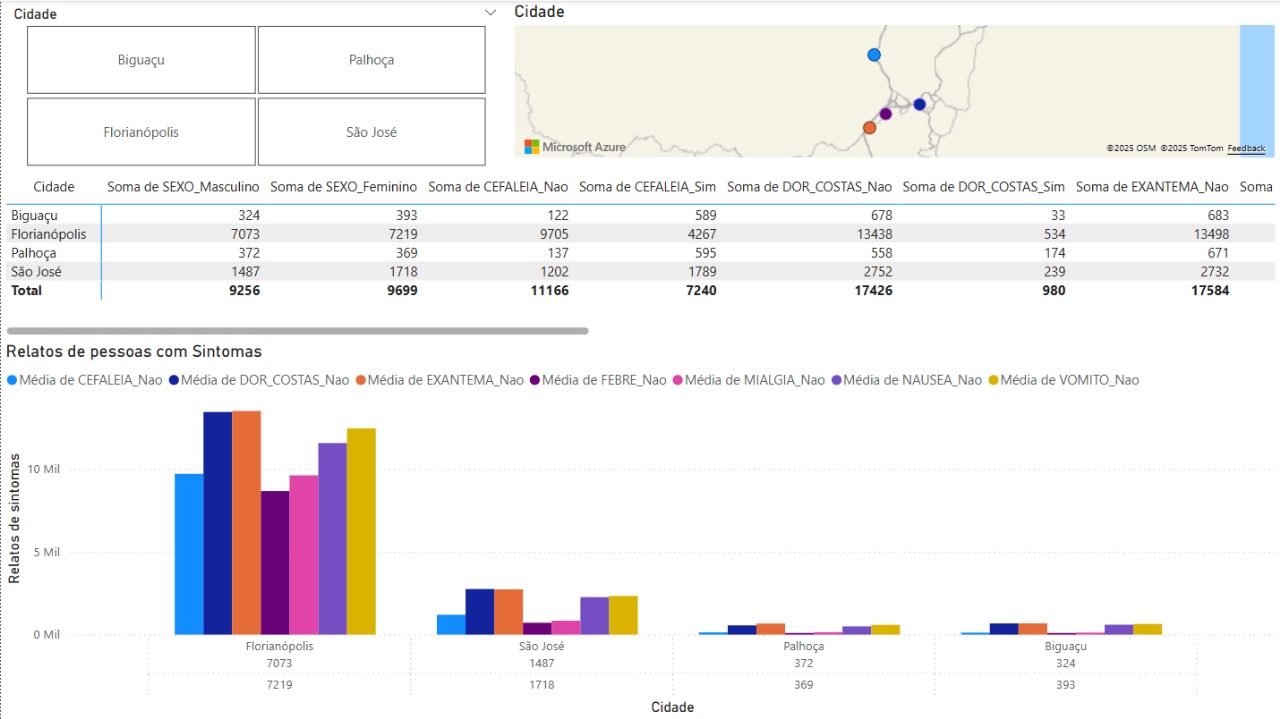 Cidade
Biguaçu Palhoça
Florianópolis São José
Cidade
Microsoft Azure ©2025 OSM ©2025 TomTom Feedback
Cidade Soma de SEXO_Masculino Soma de SEXO_Feminino Soma de CEFALEIA_Nao Soma de CEFALEIA_Sim Soma de DOR_COSTAS_Nao Soma de DOR_COSTAS_Sim Soma de EXANTEMA_Nao Soma
Biguaçu 324 393 122 589 678 33 683
Florianópolis 7073 7219 9705 4267 13438 534 13498
Palhoça 372 369 137 595 558 174 671
São José 1487 1718 1202 1789 2752 239 2732
Total 9256 9699 11166 7240 17426 980 17584
Relatos de pessoas com Sintomas
Média de CEFALEIA_Nao Média de DOR_COSTAS_Nao Média de EXANTEMA_Nao Média de FEBRE_Nao Média de MIALGIA_Nao Média de NAUSEA_Nao Média de VOMITO_Nao
Relatos de sintomas
10 Mil
5 Mil
0 Mil
Florianópolis São José Palhoça Biguaçu
7073 1487 372 324
7219 1718 369 393
Cidade